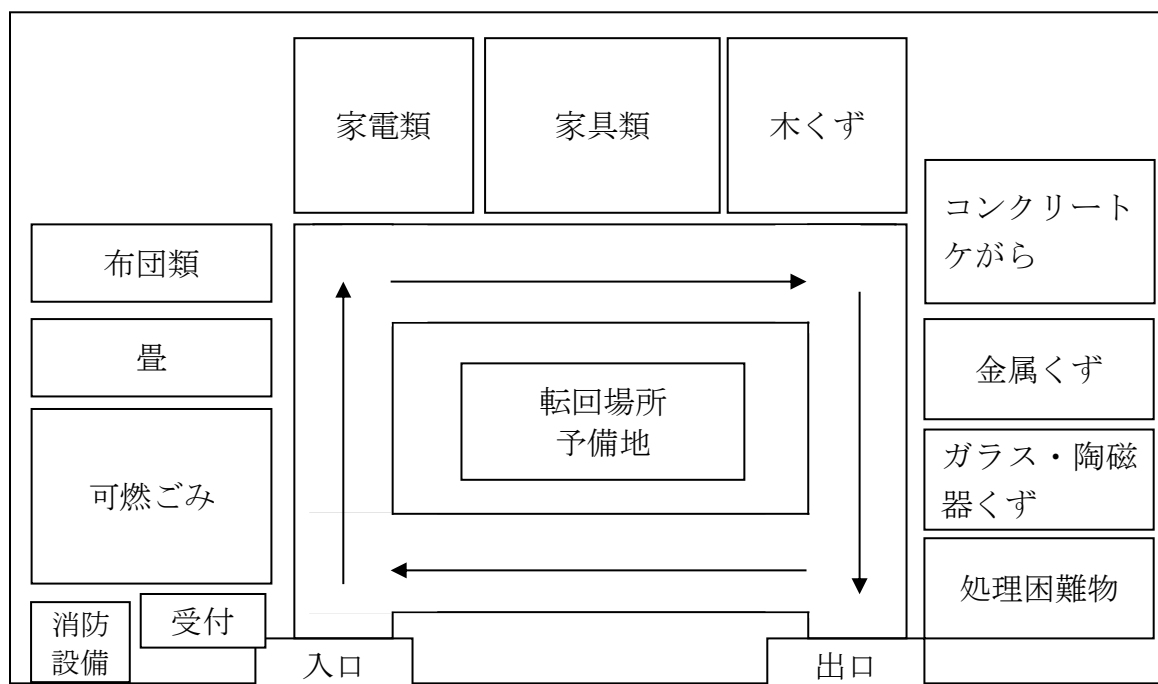 家電類
家具類
木くず
コンクリート
ケがら
布団類
畳
金属くず
転回場所
予備地
ガラス・陶磁
器くず
可燃ごみ
処理困難物
消防
設備
受付
入口
出口